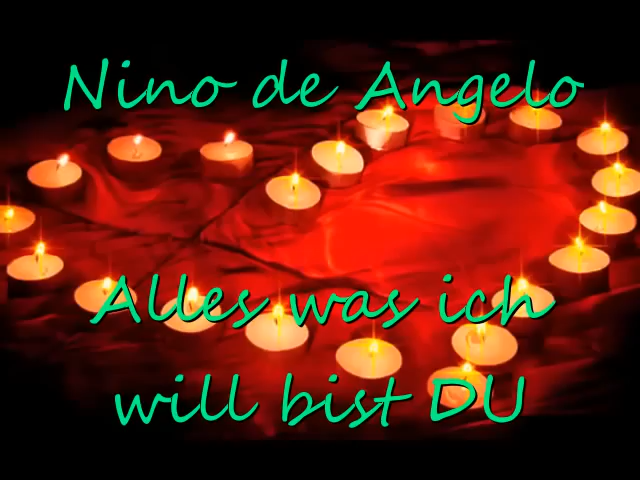 Nino de Angelo
Alles was ich
will bist DU